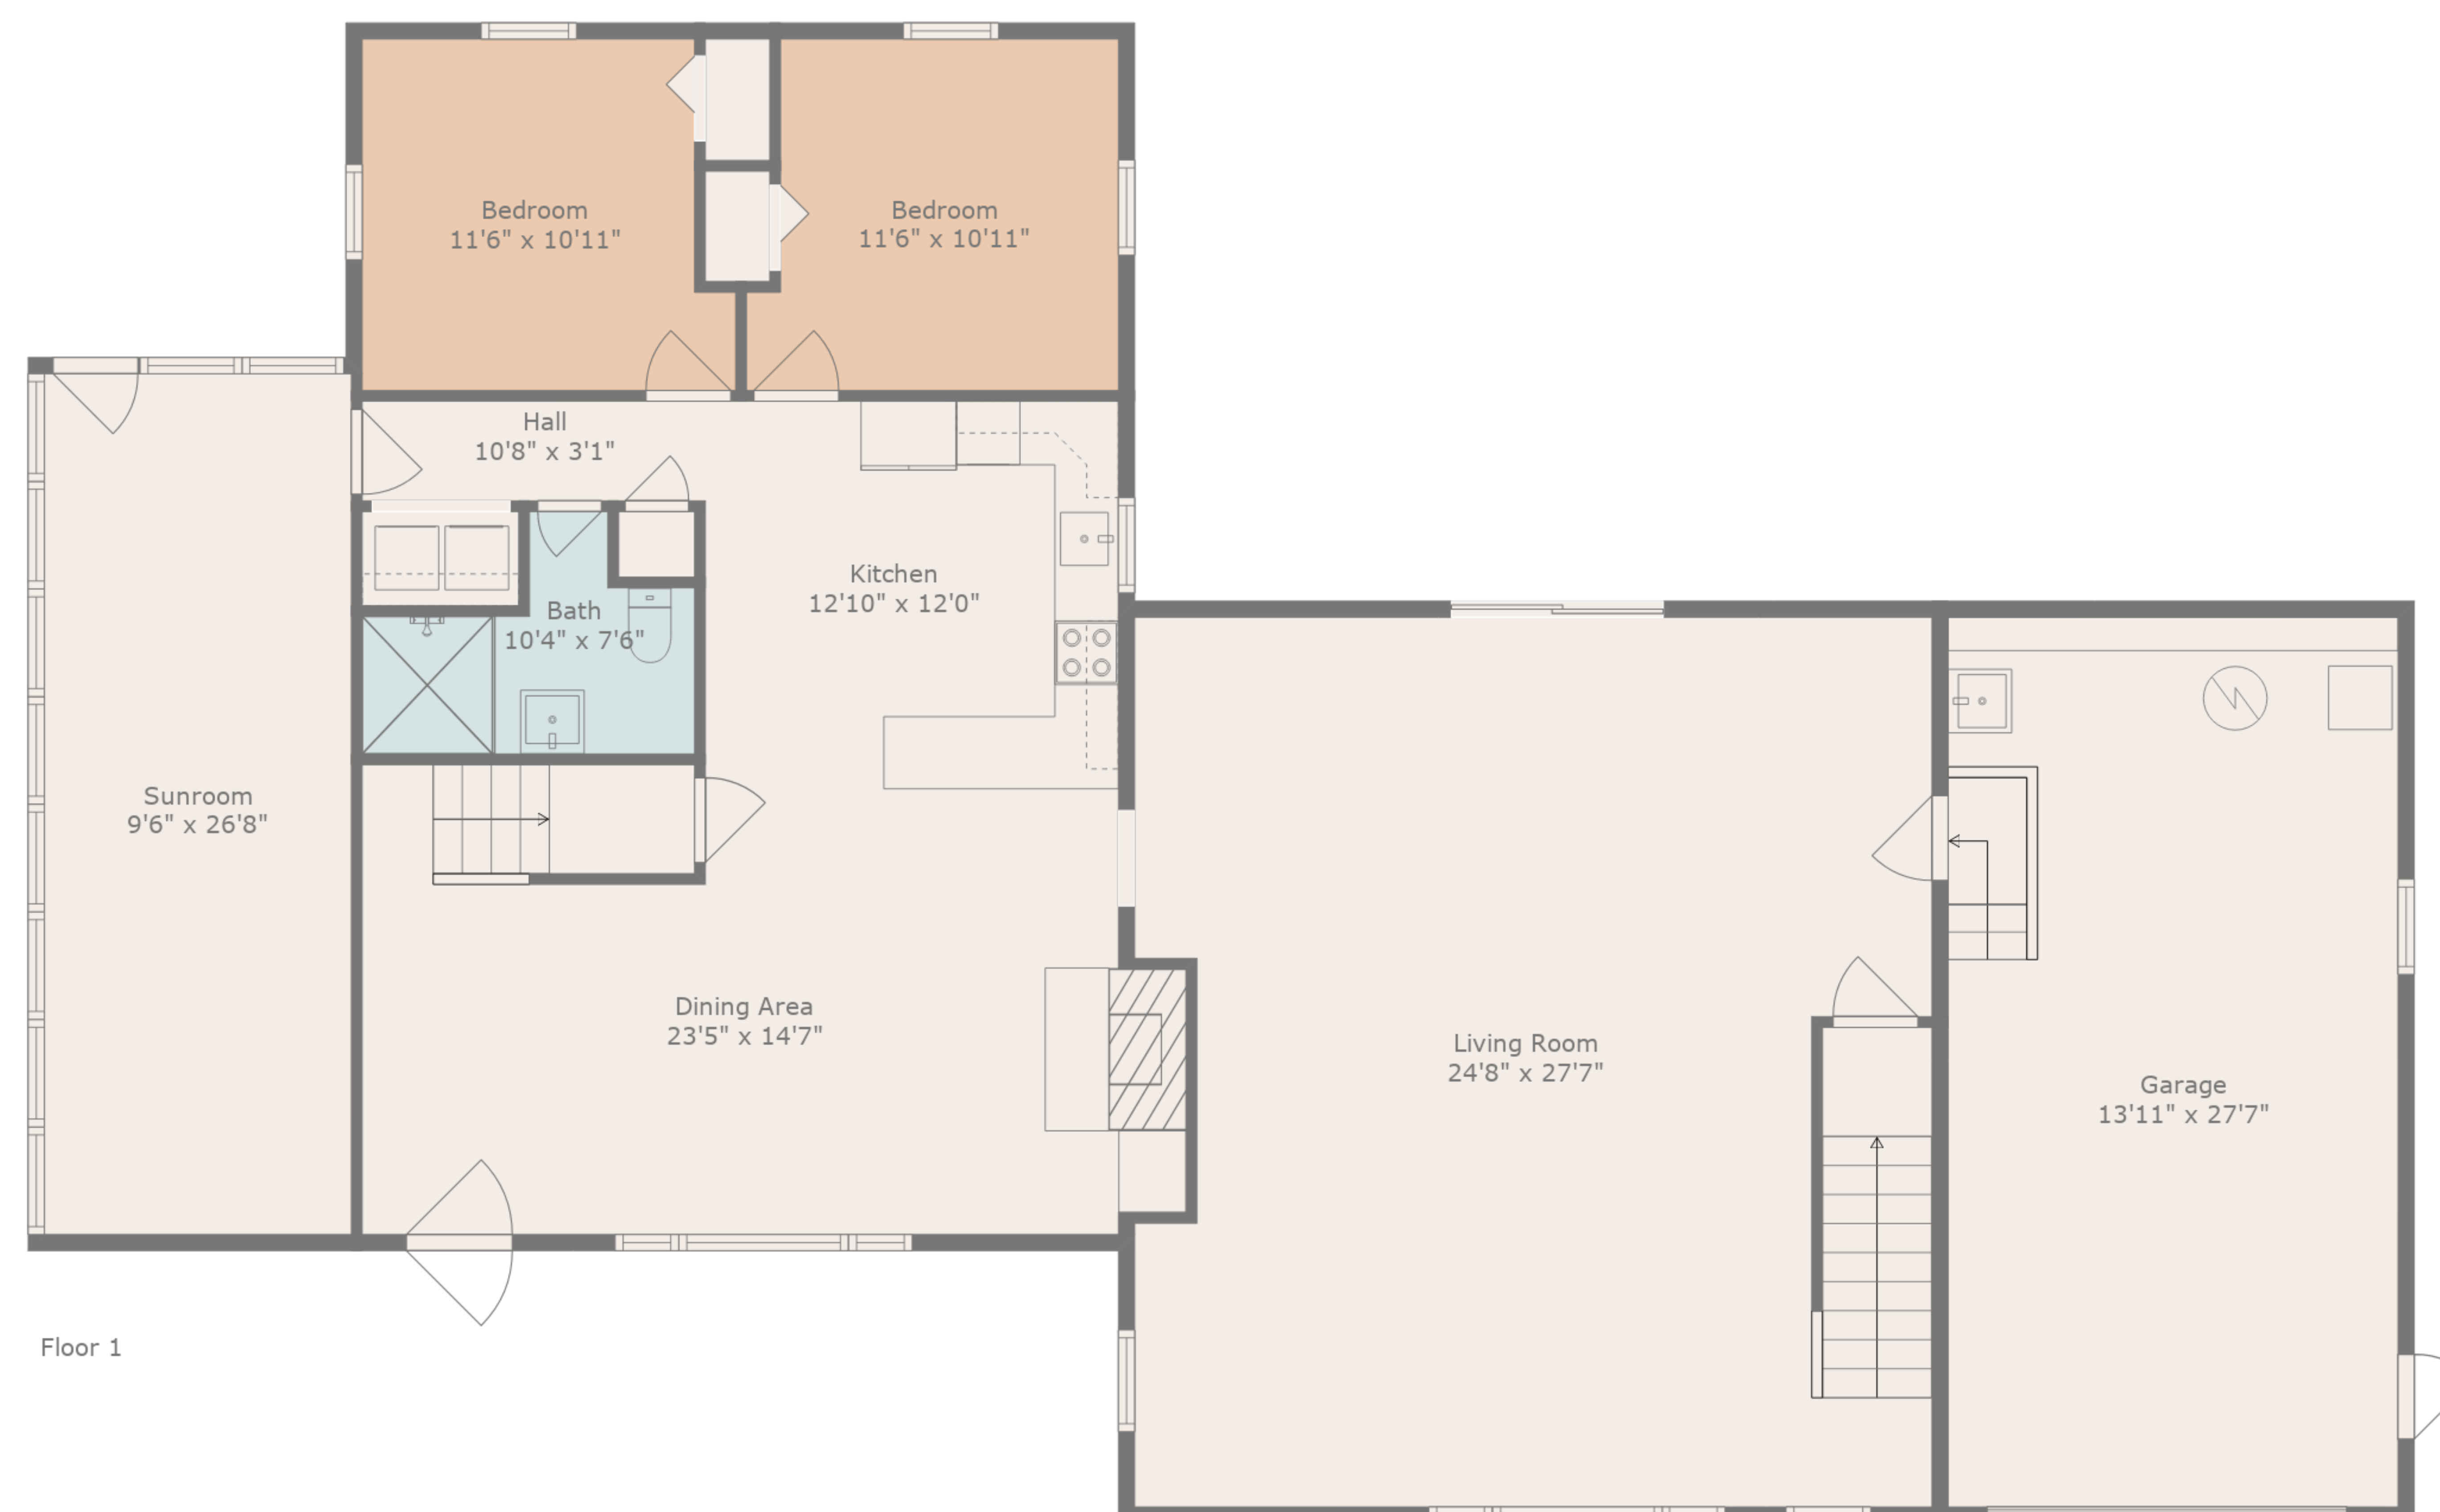 Bedroom
11'6" x 10'11"
Bedroom
11'6" x 10'11"
Hall
10'8" x 3'1"
Kitchen
12'10" x 12'0"
Bath
10'4" x 7'6"
Sunroom
9'6" x 26'8"
Dining Area
23'5" x 14'7"
Living Room
24'8" x 27'7"
Garage
13'11" x 27'7"
Floor 1